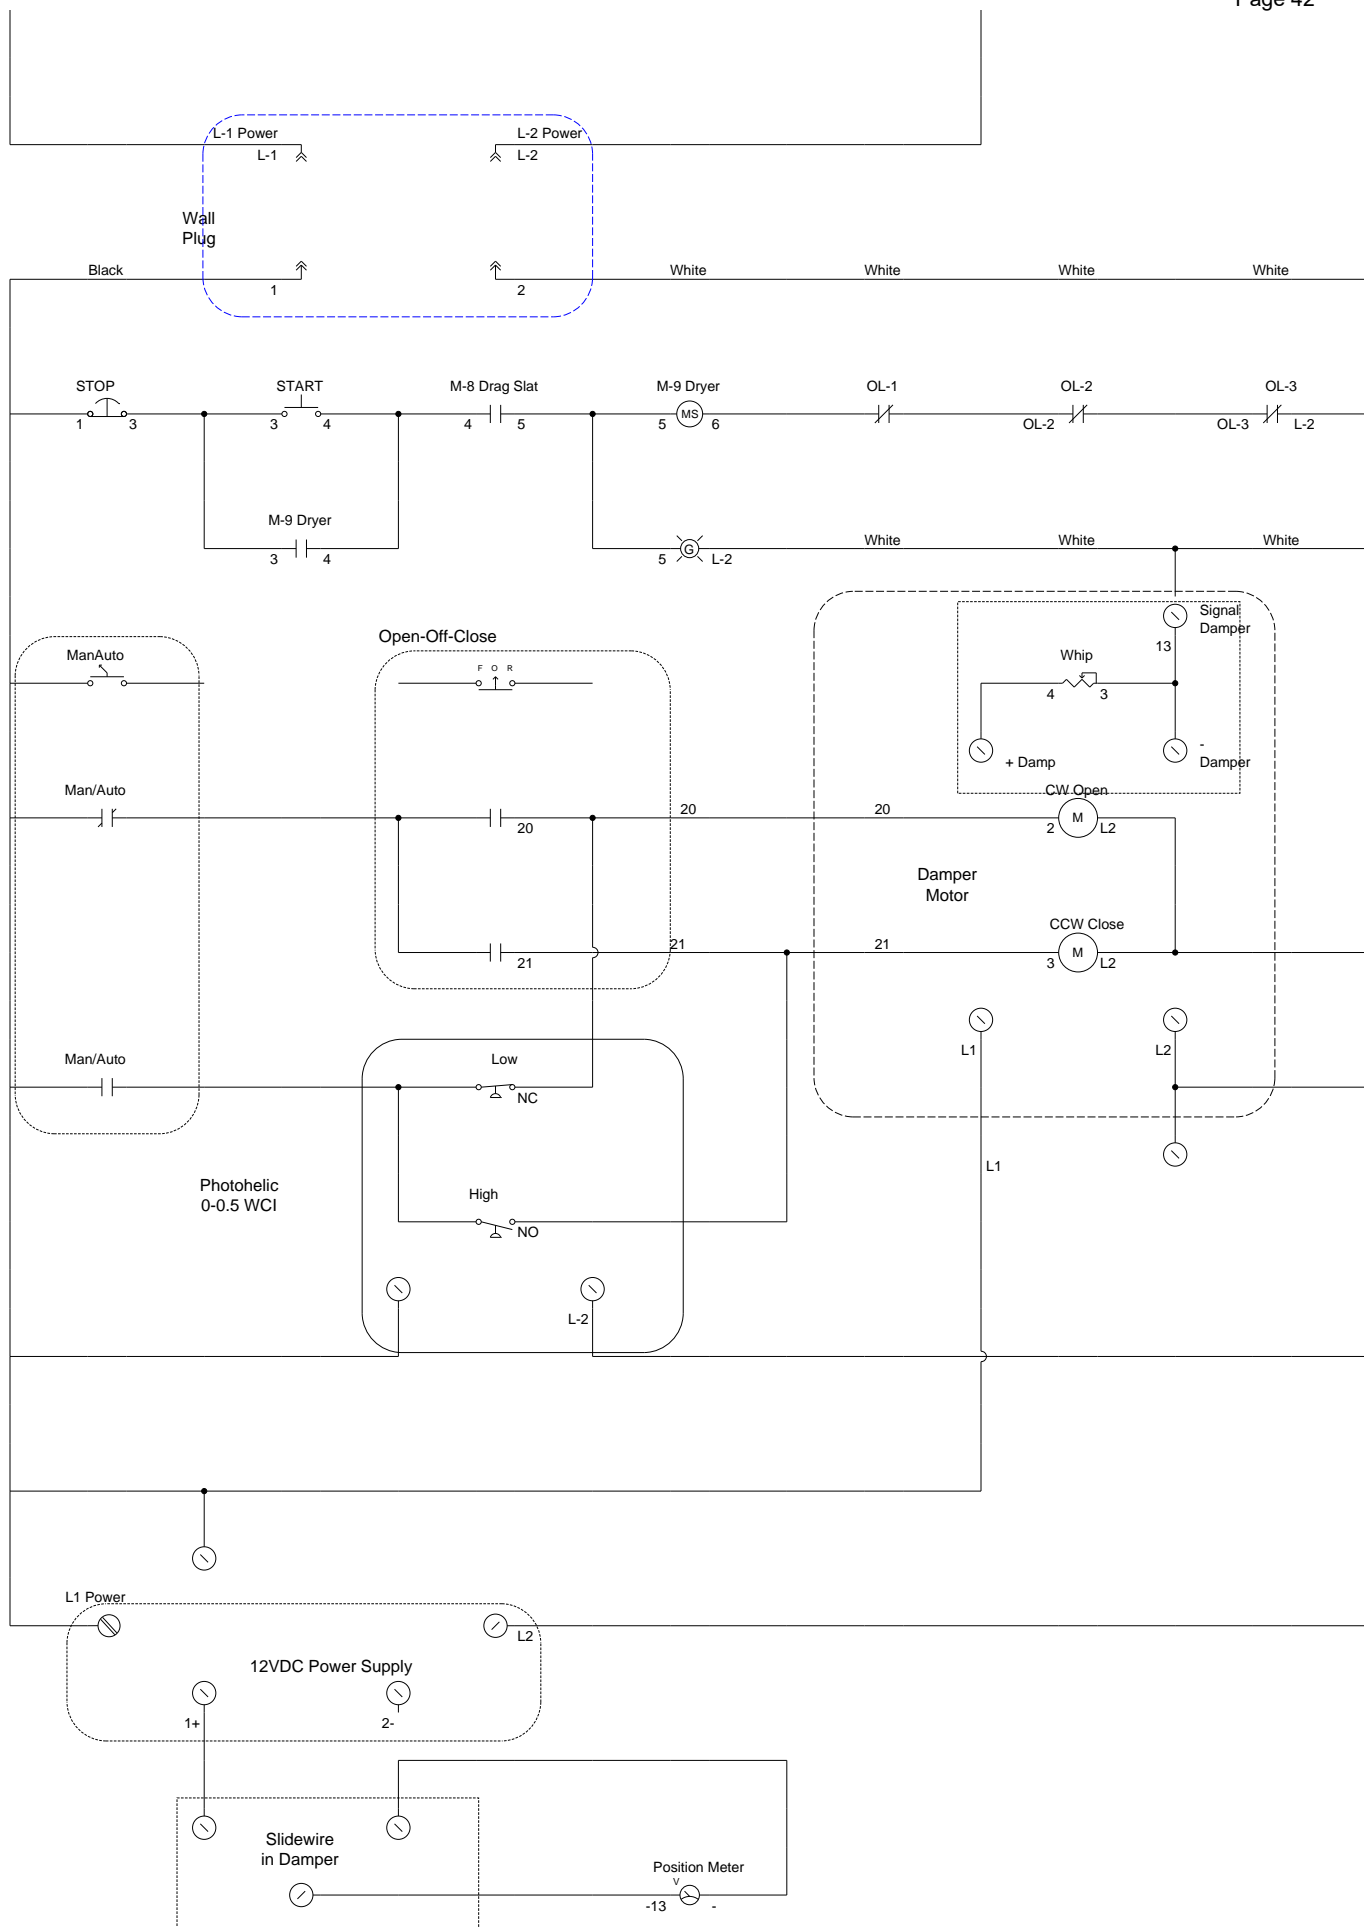 Page 42
L-1 Power
L-2 Power
L-1
L-2
Wall
Plug
Black
White
White
White
White
1
2
STOP
START
M-8 Drag Slat
M-9 Dryer
OL-1
OL-2
OL-3
MS
1
3
3
4
4
5
5
6
OL-2
OL-3
L-2
M-9 Dryer
3
4
G
5
L-2
White
White
White
Signal
Damper
13
Open-Off-Close
ManAuto
F O R
Whip
4
3
+ Damp
-
Damper
Man/Auto
20
20
20
CW Open
M
2
L2
Damper
Motor
CCW Close
21
21
21
M
3
L2
L1
L2
Man/Auto
Low
NC
L1
Photohelic
0-0.5 WCI
High
NO
L-2
L1 Power
L2
12VDC Power Supply
1+
2-
Slidewire
in Damper
Position Meter
V
-13
-